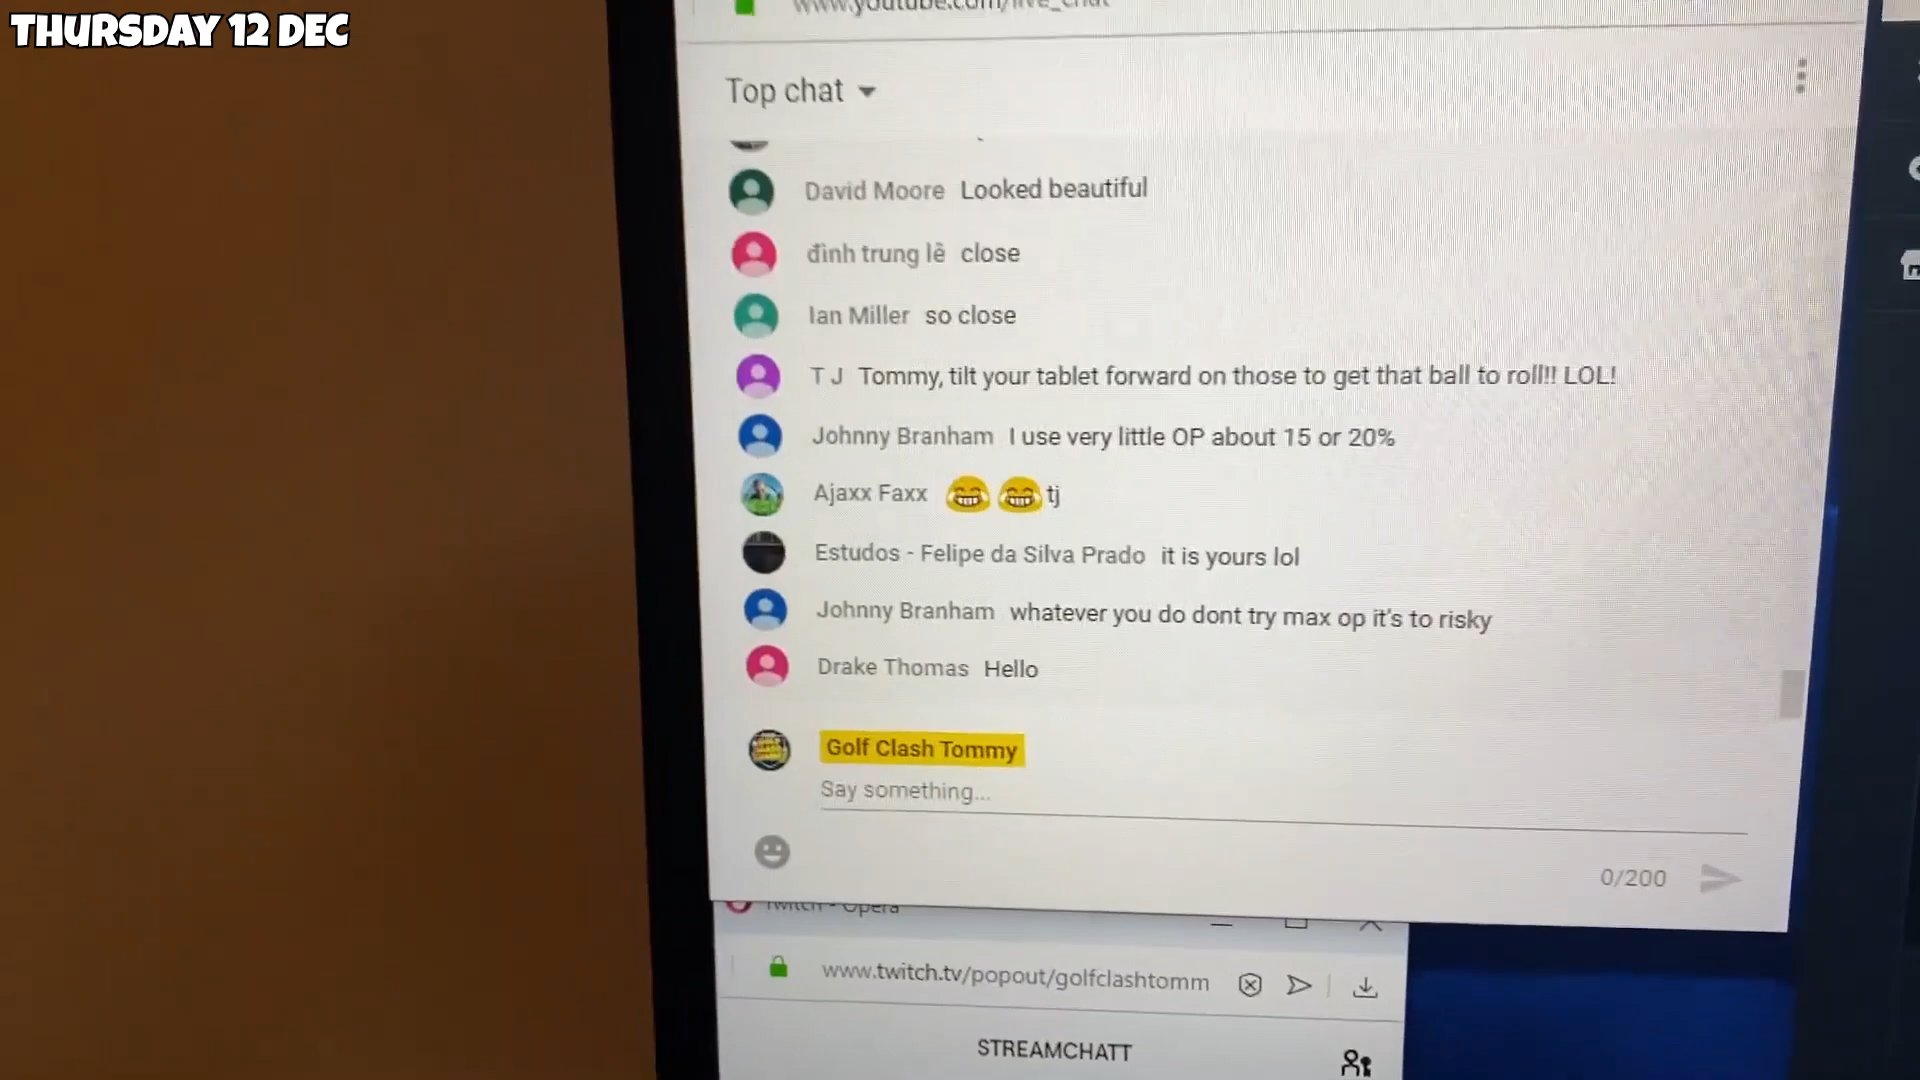 THURSDAY 12 DEC
www.youtube.com/live_chat
Top chat
David Moore Looked beautiful
đình trung lê close
Ian Miller so close
T J Tommy, tilt your tablet forward on those to get that ball to roll!! LOL!
Johnny Branham I use very little OP about 15 or 20%
Ajaxx Faxx 😂😂 tj
Estudos - Felipe da Silva Prado it is yours lol
Johnny Branham whatever you do dont try max op it's to risky
Drake Thomas Hello
Golf Clash Tommy
Say something...
0/200
Twitch - Opera
www.twitch.tv/popout/golfclashtomm
STREAMCHATT